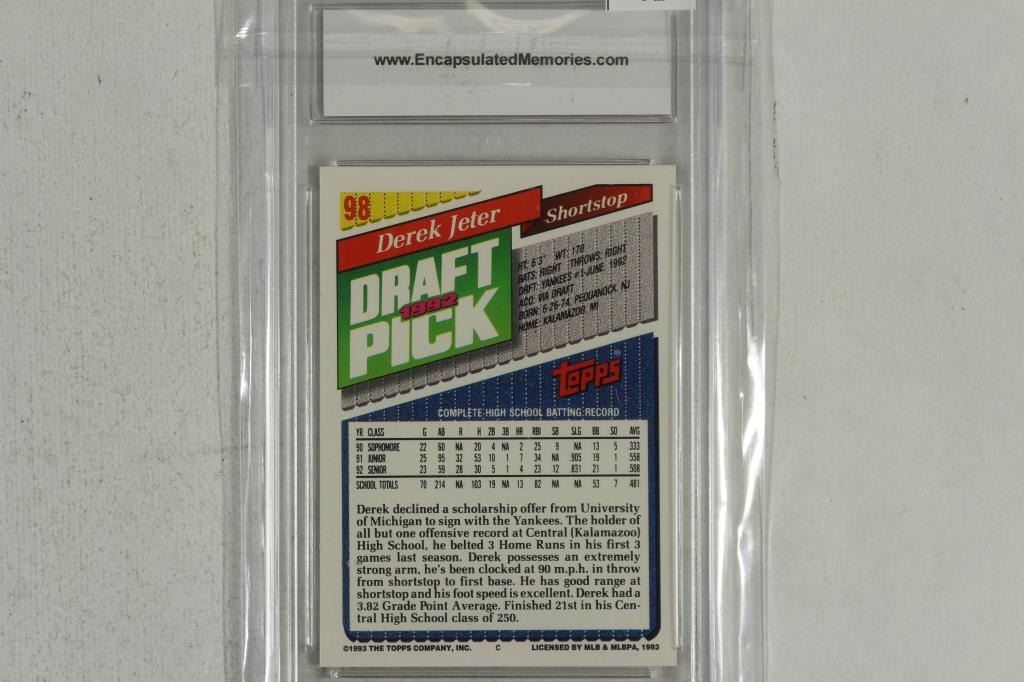 www.EncapsulatedMemories.com
98
Derek Jeter
Shortstop
DRAFT
1992
PICK
HT: 6'3" WT: 178
BATS: RIGHT THROWS: RIGHT
DRFT: YANKEES #1-JUNE, 1992
ACQ: VIA DRAFT
BORN: 6-26-74, PEQUANOCK, NJ
HOME: KALAMAZOO, MI
Topps®
COMPLETE HIGH SCHOOL BATTING RECORD
YR CLASS G AB R H 2B 3B HR RBI SB SLG BB SO AVG
90 SOPHOMORE 22 60 NA 20 4 NA 2 25 9 NA 13 5 .333
91 JUNIOR 25 95 32 53 10 1 7 34 NA .905 19 1 .558
92 SENIOR 23 59 28 30 5 1 4 23 12 .831 21 1 .508
SCHOOL TOTALS 70 214 NA 103 19 NA 13 82 NA NA 53 7 .481
Derek declined a scholarship offer from University
of Michigan to sign with the Yankees. The holder of
all but one offensive record at Central (Kalamazoo)
High School, he belted 3 Home Runs in his first 3
games last season. Derek possesses an extremely
strong arm, he's been clocked at 90 m.p.h. in throw
from shortstop to first base. He has good range at
shortstop and his foot speed is excellent. Derek had a
3.82 Grade Point Average. Finished 21st in his Cen-
tral High School class of 250.
©1993 THE TOPPS COMPANY, INC. C LICENSED BY MLB & MLBPA, 1993